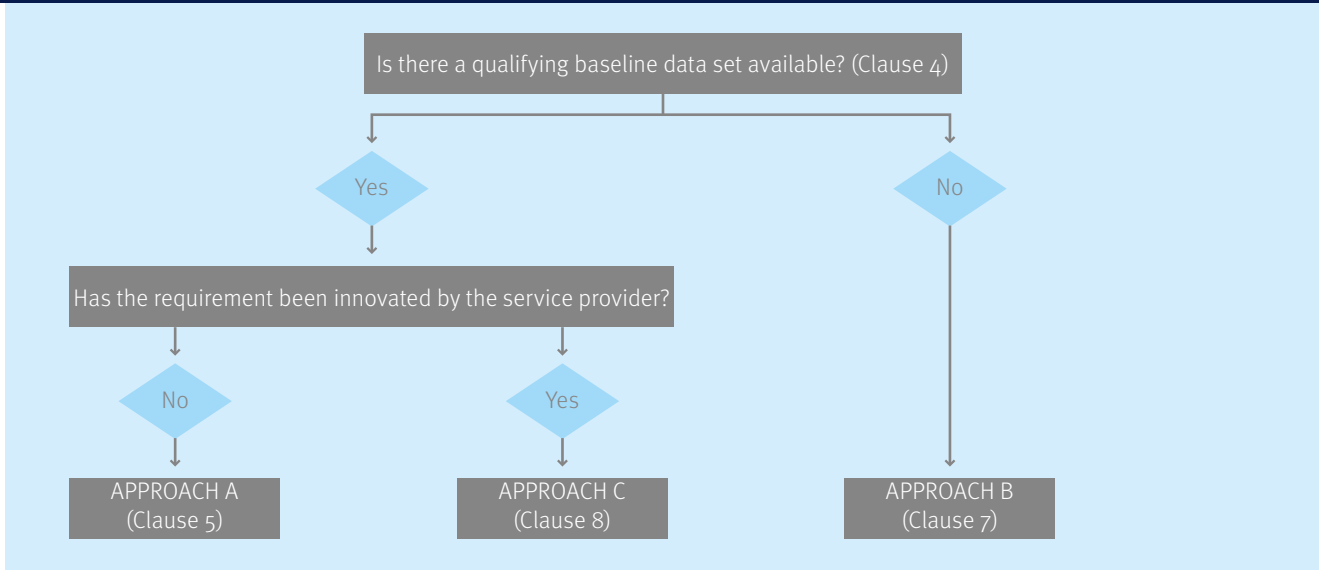 Is there a qualifying baseline data set available? (Clause 4)
Yes
No
Has the requirement been innovated by the service provider?
No
Yes
APPROACH A
(Clause 5)
APPROACH C
(Clause 8)
APPROACH B
(Clause 7)